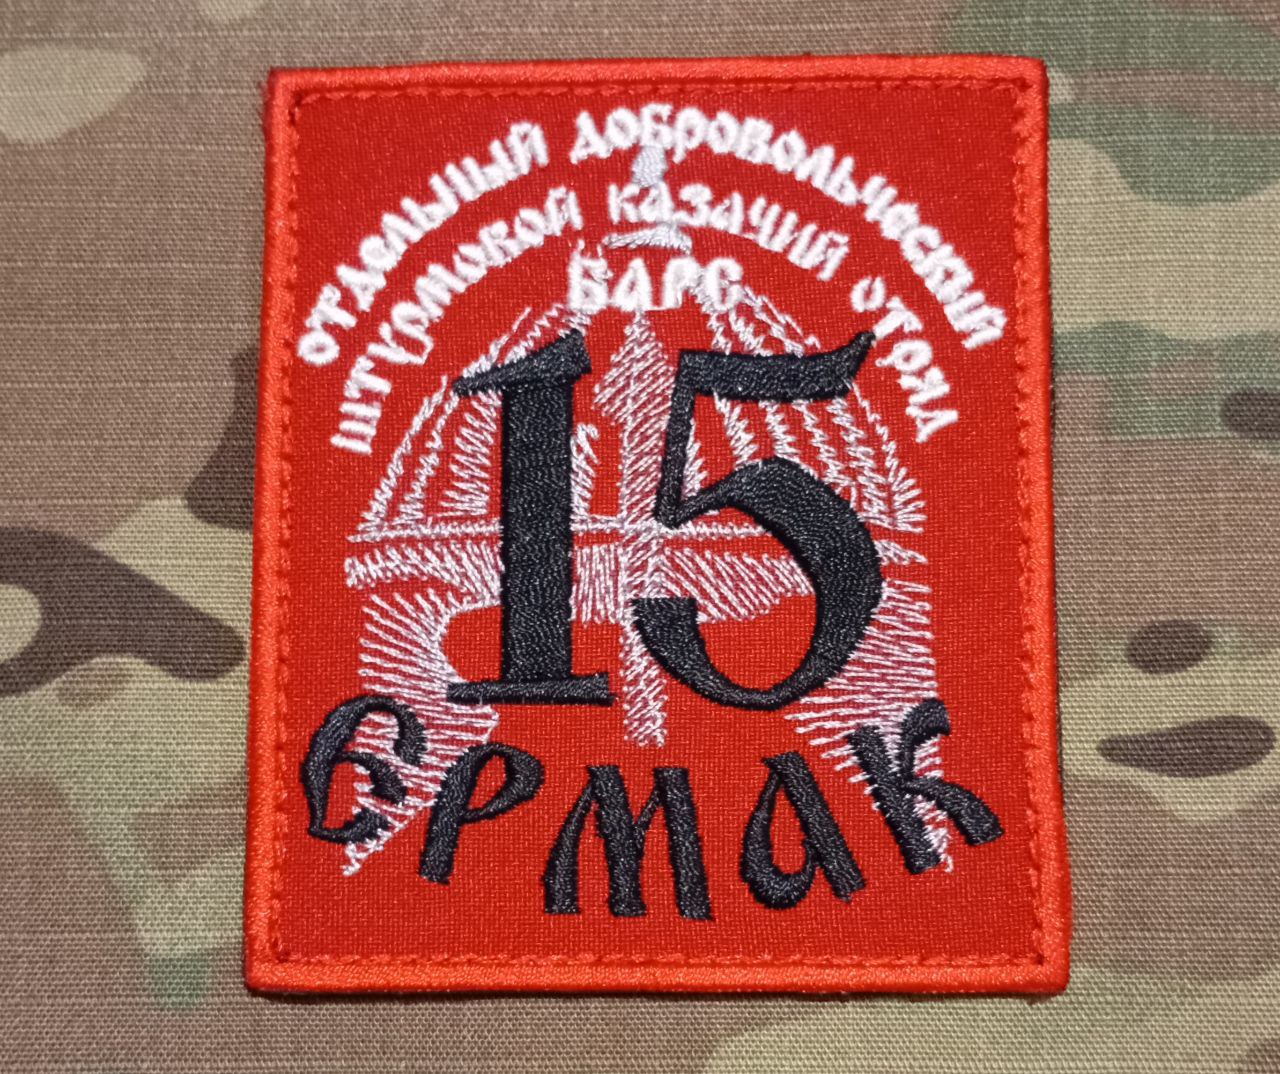 ОТДЕЛЬНЫЙ ДОБРОВОЛЬЧЕСКИЙ
ШТУРМОВОЙ КАЗАЧИЙ ОТРЯД
БАРС
15
ЕРМАК